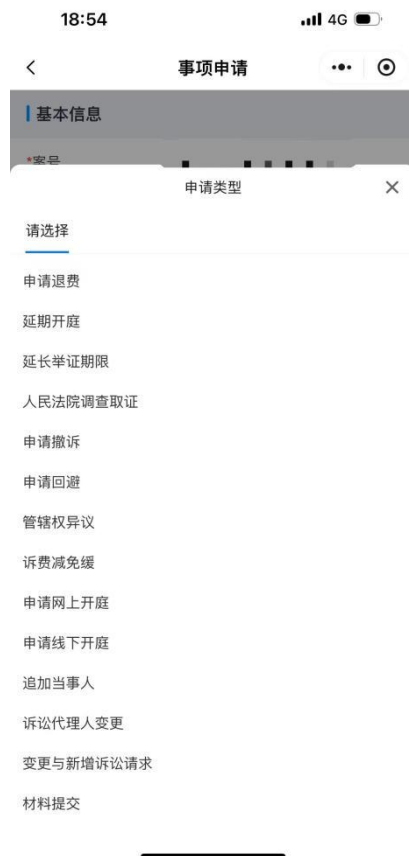 18:54
4G
事项申请
基本信息
*案号
申请类型
请选择
申请退费
延期开庭
延长举证期限
人民法院调查取证
申请撤诉
申请回避
管辖权异议
诉费减免缓
申请网上开庭
申请线下开庭
追加当事人
诉讼代理人变更
变更与新增诉讼请求
材料提交